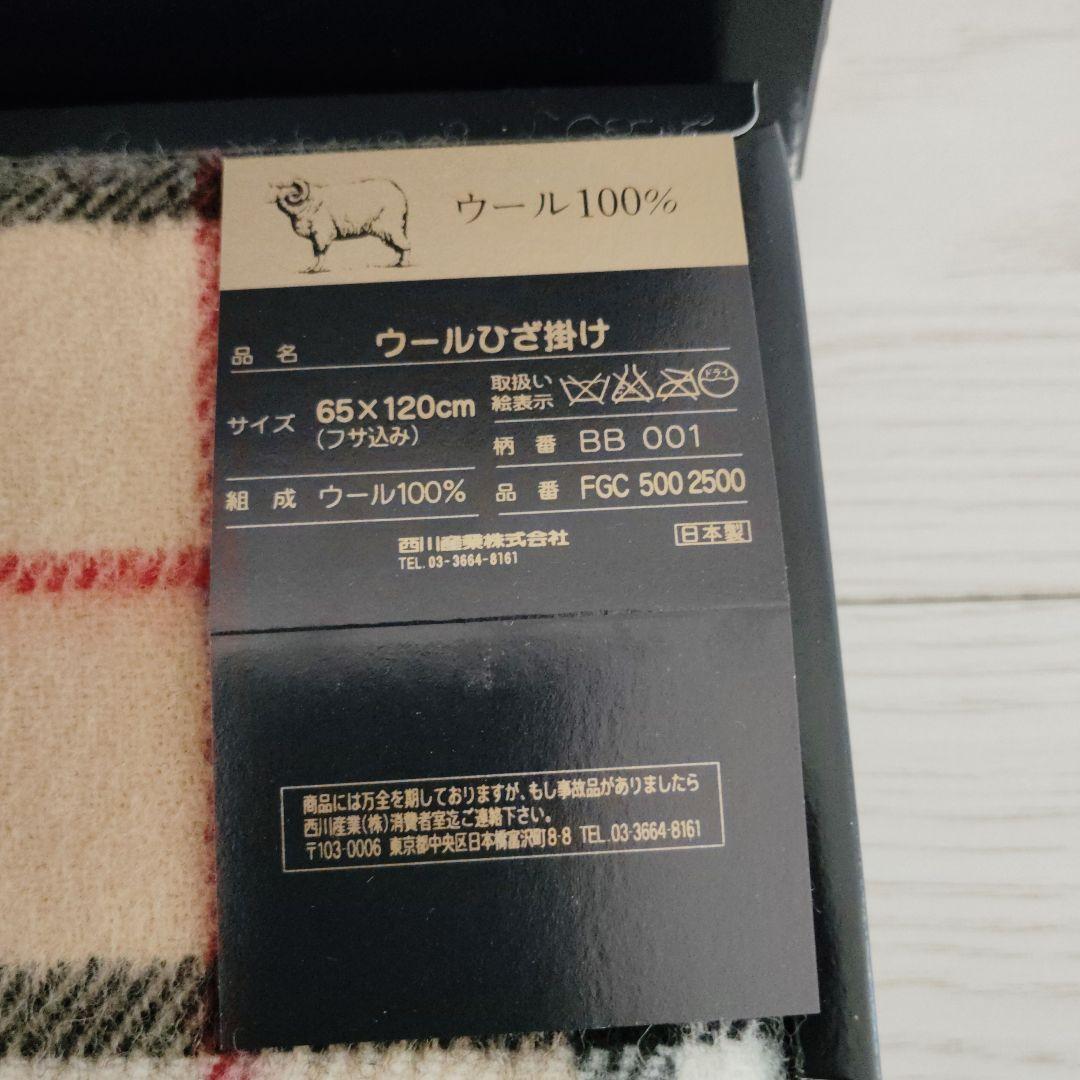 ウール100%
品名 ウールひざ掛け
サイズ 65×120cm
(フサ込み)
取扱い
絵表示
ドライ
柄番 BB 001
組成 ウール100%
品番 FGC 500 2500
西川産業株式会社
TEL. 03-3664-8161
日本製
商品には万全を期しておりますが、もし事故品がありましたら
西川産業(株)消費者室迄ご連絡下さい。
〒103-0006 東京都中央区日本橋富沢町8-8 TEL.03-3664-8161